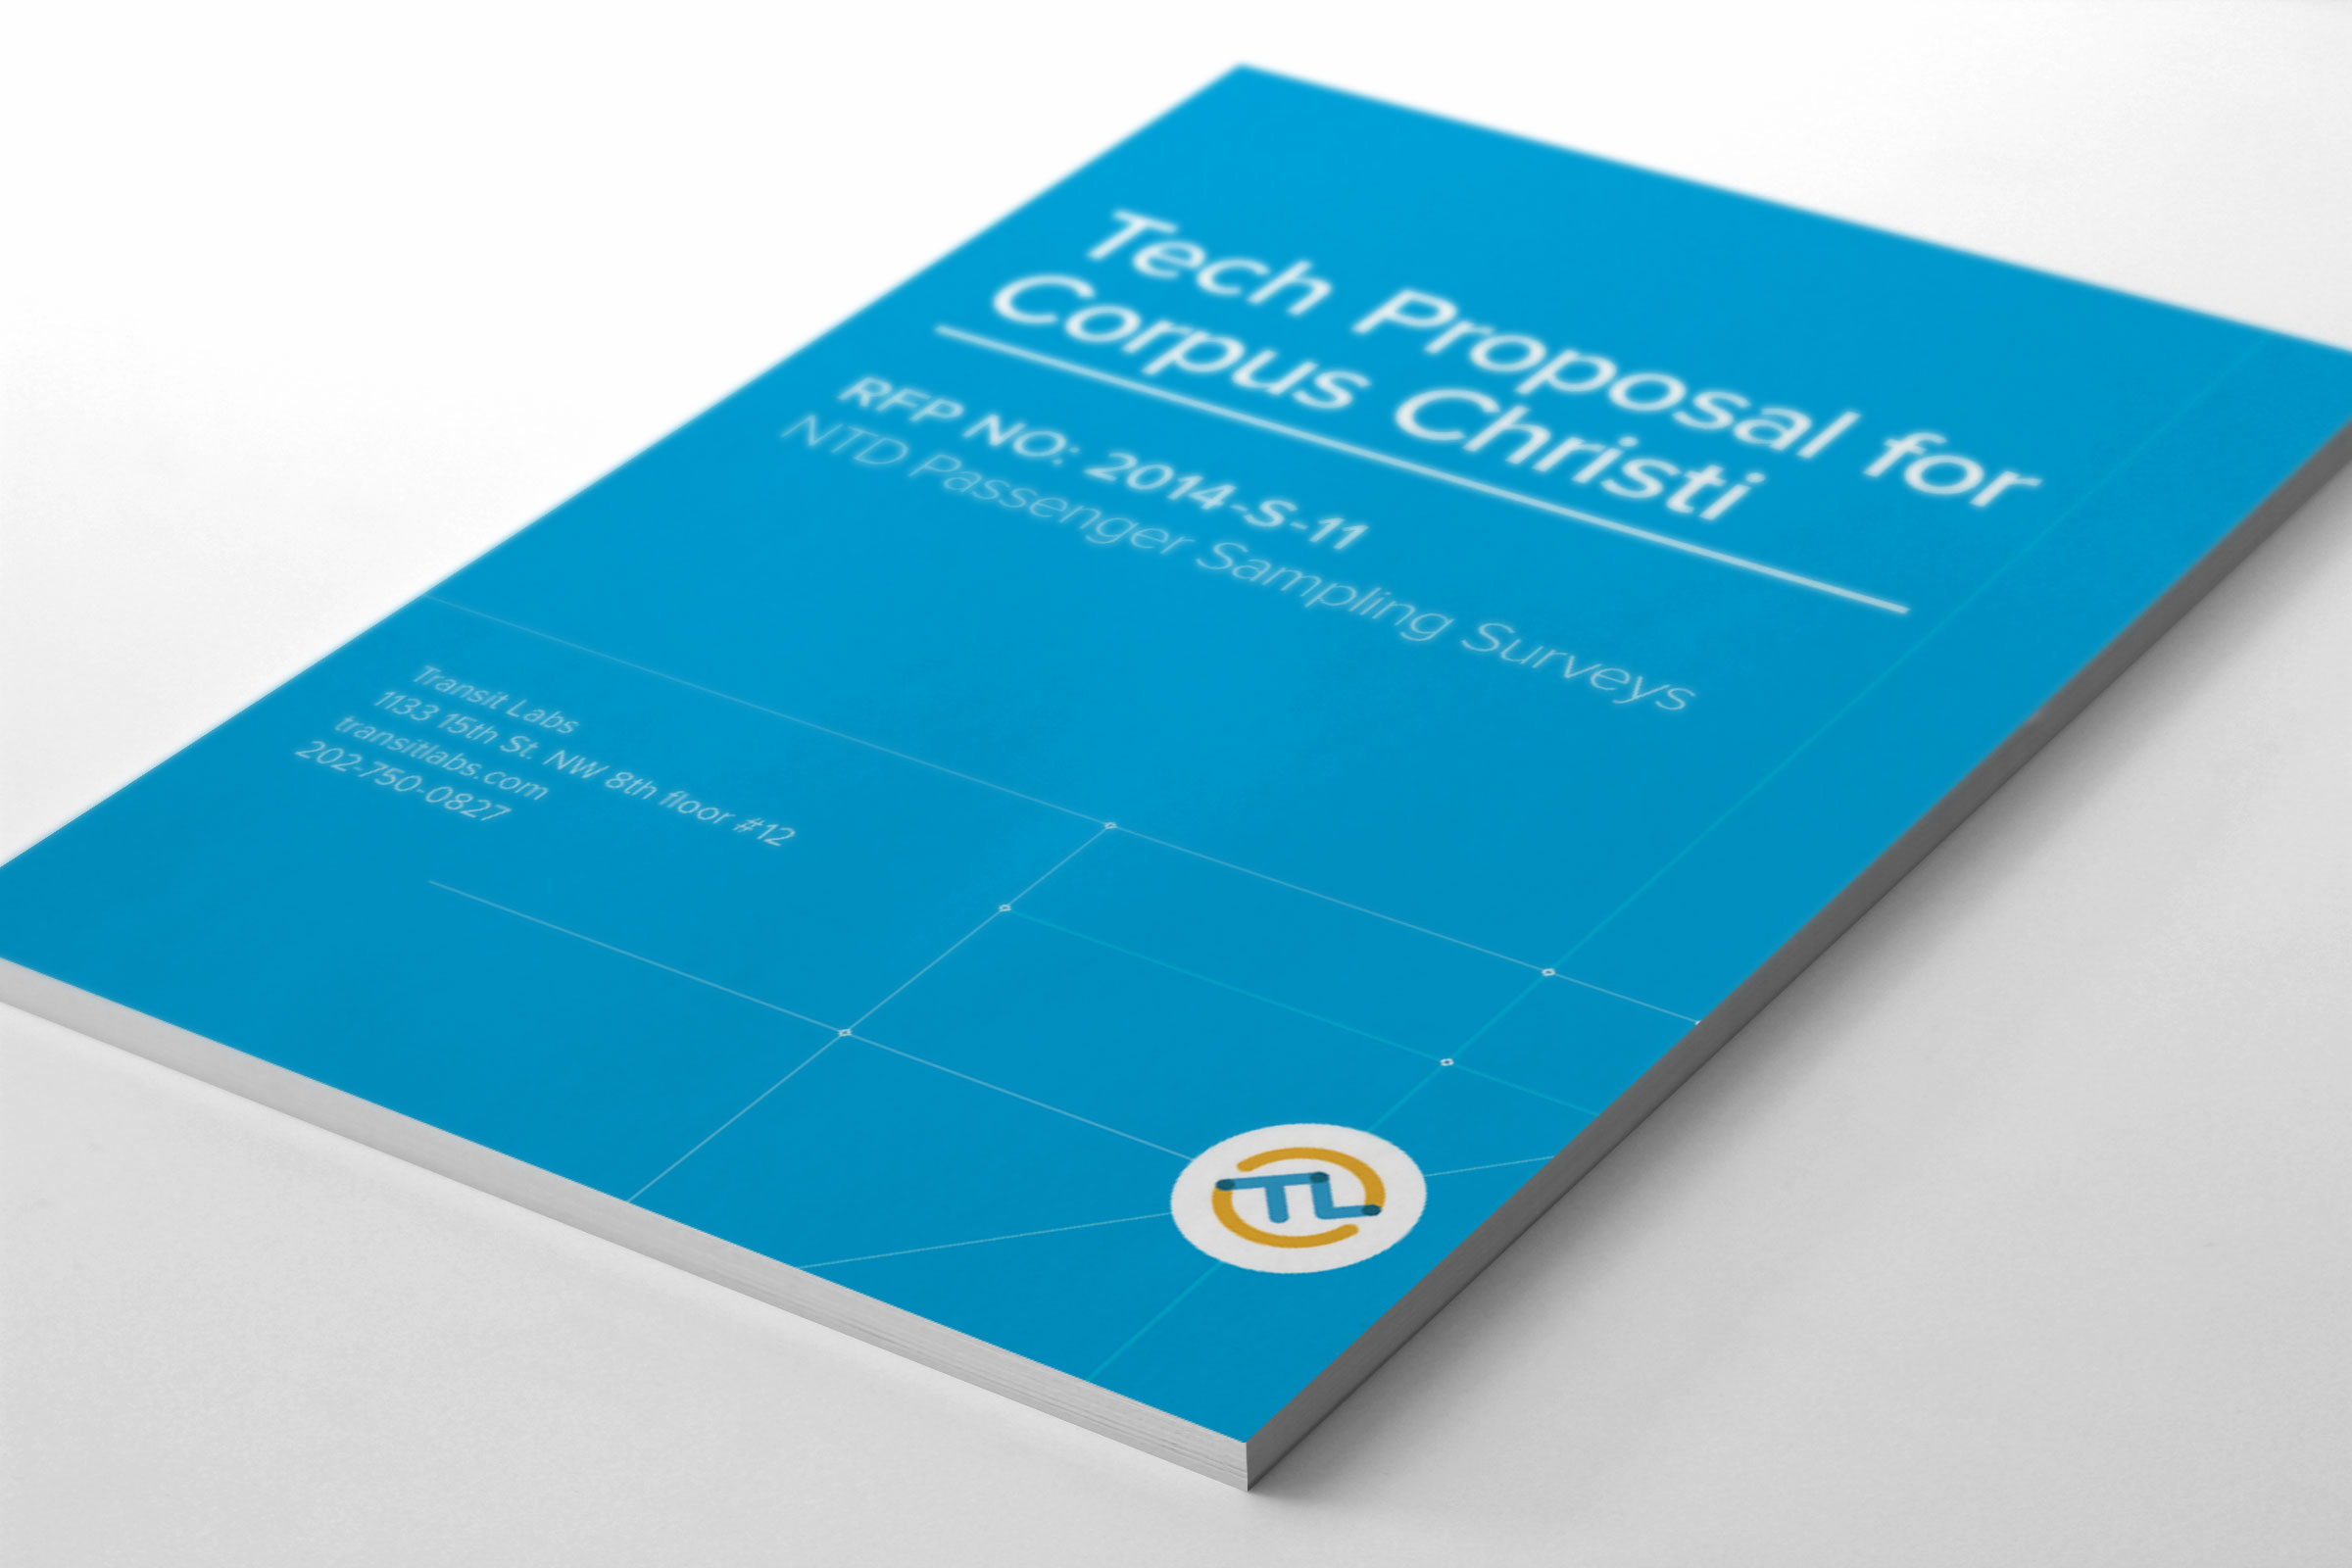 Tech Proposal for
Corpus Christi
RFP NO: 2014-S-11
NTD Passenger Sampling Surveys
Transit Labs
1133 15th St. NW 8th floor #12
transitlabs.com
202-750-0827
TL